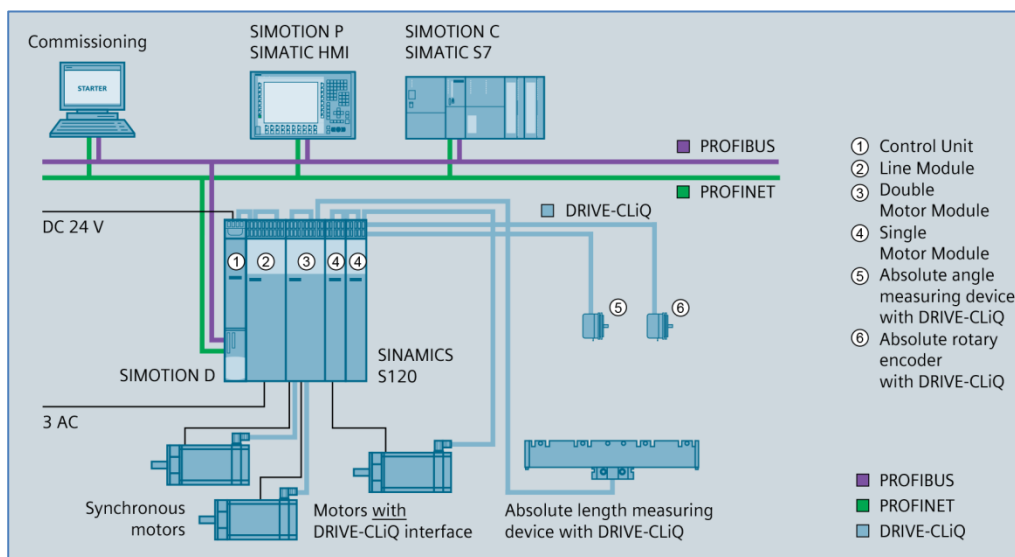 Commissioning
STARTER
SIMOTION P
SIMATIC HMI
SIMOTION C
SIMATIC S7
PROFIBUS
PROFINET
DC 24 V
DRIVE-CLiQ
1 Control Unit
2 Line Module
3 Double
Motor Module
4 Single
Motor Module
5 Absolute angle
measuring device
with DRIVE-CLiQ
6 Absolute rotary
encoder
with DRIVE-CLiQ
1
2
3
4
4
5
6
SIMOTION D
SINAMICS
S120
3 AC
Synchronous
motors
Motors with
DRIVE-CLiQ interface
Absolute length measuring
device with DRIVE-CLiQ
PROFIBUS
PROFINET
DRIVE-CLiQ